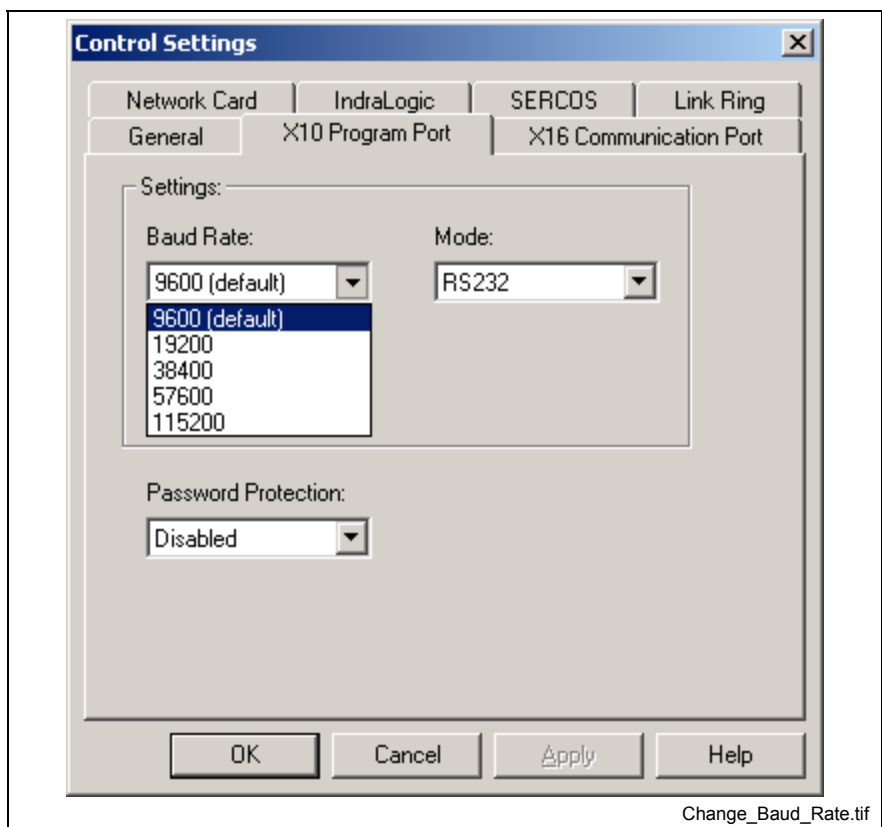 Control Settings
Network Card IndraLogic SERCOS Link Ring
General X10 Program Port X16 Communication Port
Settings:
Baud Rate: Mode:
9600 (default) RS232
9600 (default)
19200
38400
57600
115200
Password Protection:
Disabled
OK Cancel Apply Help
Change_Baud_Rate.tif